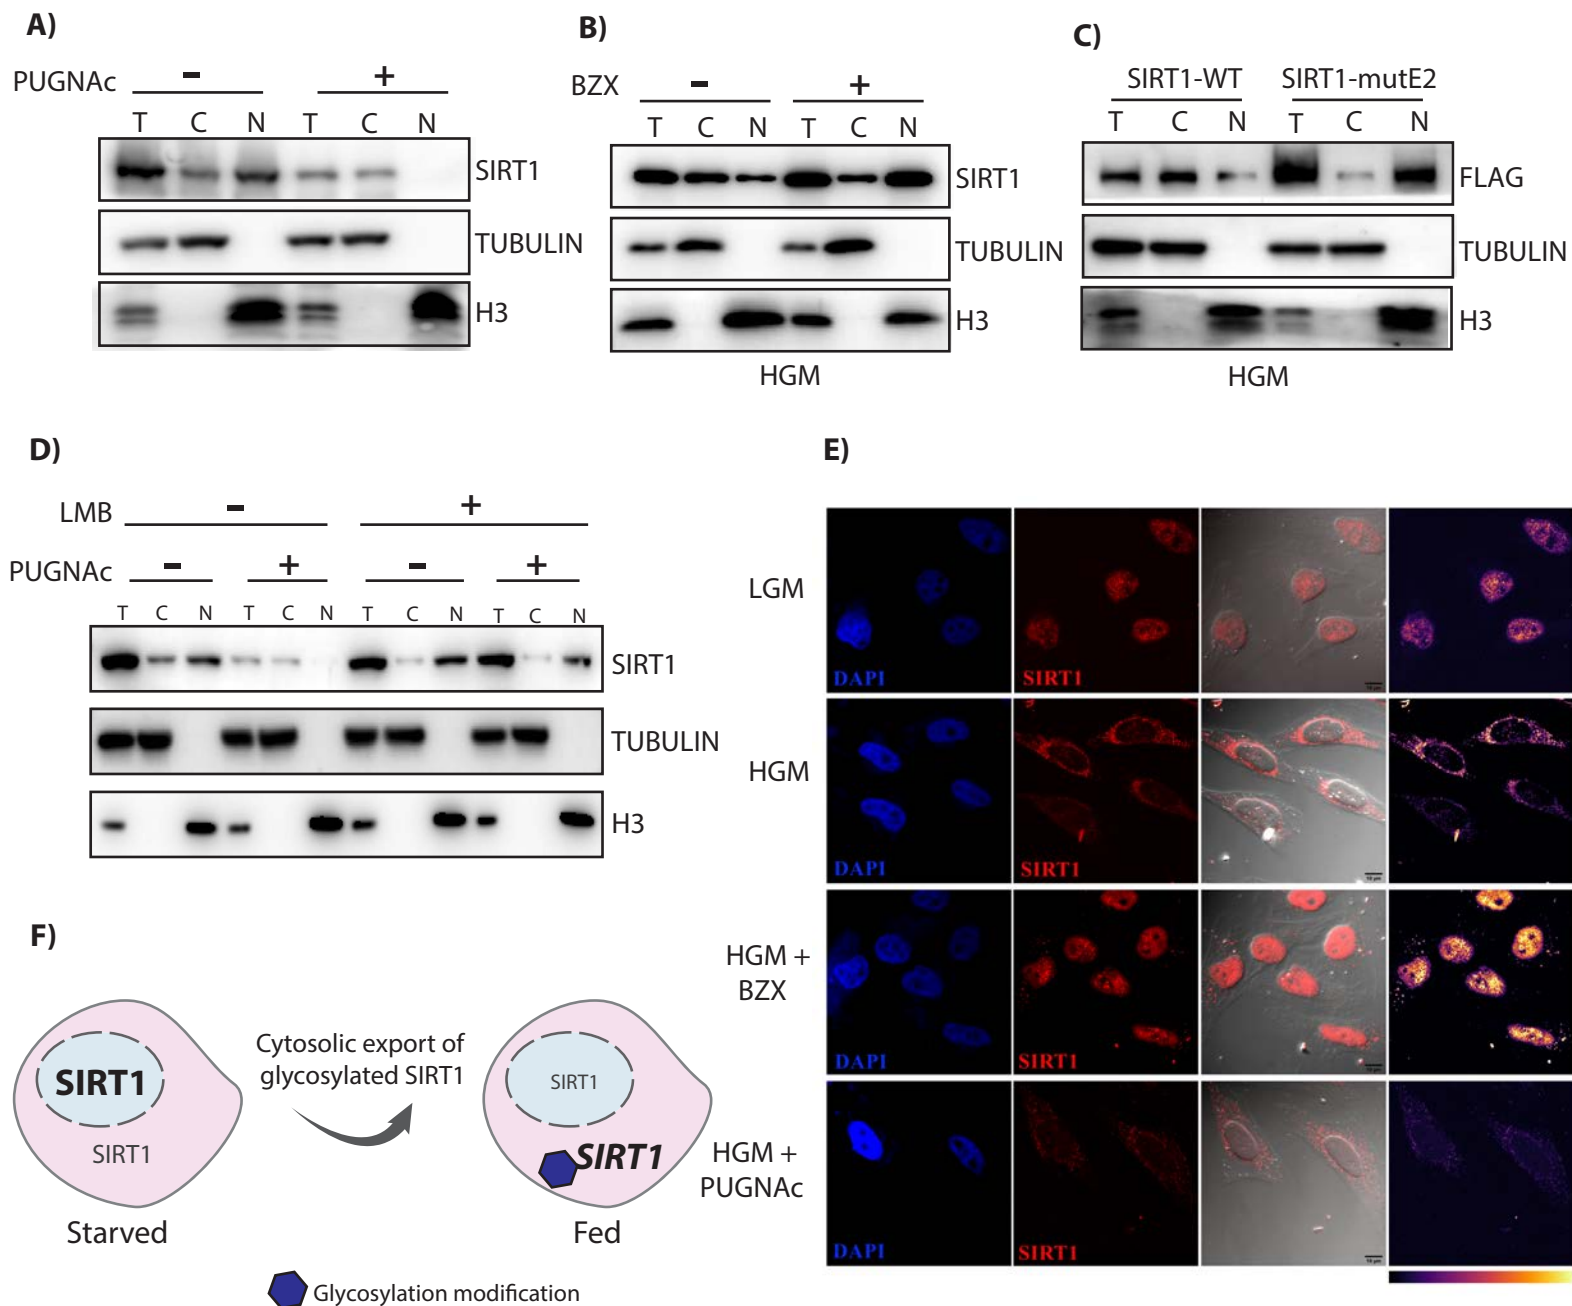 A)
PUGNAc - +
T C N T C N
SIRT1
TUBULIN
H3
B)
BZX - +
T C N T C N
SIRT1
TUBULIN
H3
HGM
C)
SIRT1-WT SIRT1-mutE2
T C N T C N
FLAG
TUBULIN
H3
HGM
D)
LMB - +
PUGNAc - + - +
T C N T C N T C N T C N
SIRT1
TUBULIN
H3
E)
LGM
DAPI SIRT1
HGM
DAPI SIRT1
HGM +
BZX
DAPI SIRT1
HGM +
PUGNAc
DAPI SIRT1
F)
SIRT1
SIRT1
Starved
Cytosolic export of
glycosylated SIRT1
SIRT1
SIRT1
Fed
Glycosylation modification